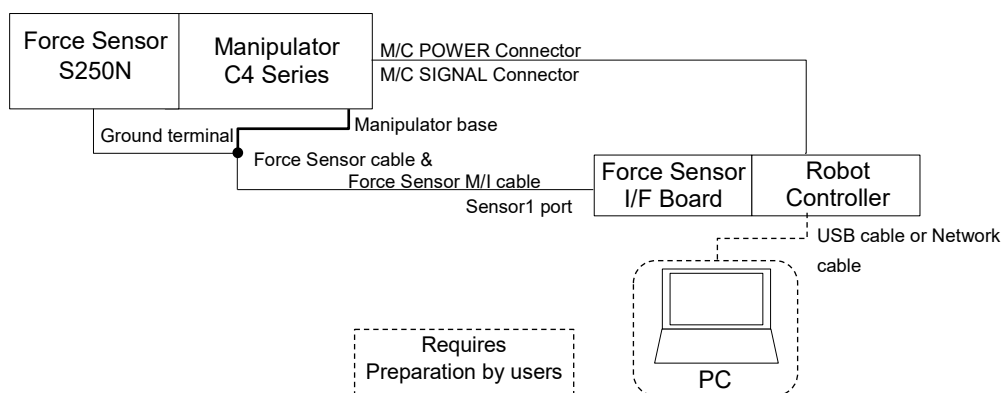 Force Sensor
S250N
Manipulator
C4 Series
M/C POWER Connector
M/C SIGNAL Connector
Ground terminal
Manipulator base
Force Sensor cable &
Force Sensor M/I cable
Sensor1 port
Force Sensor
I/F Board
Robot
Controller
USB cable or Network
cable
Requires
Preparation by users
PC